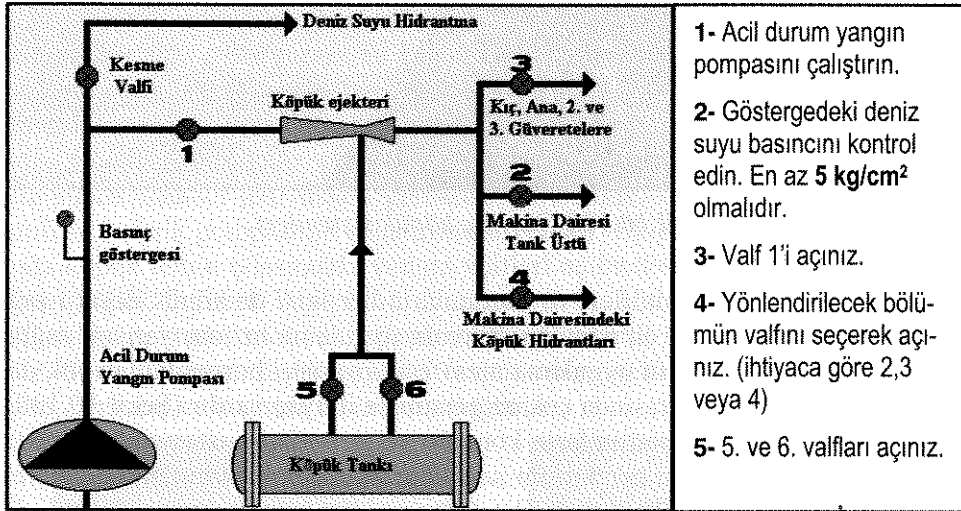 Deniz Suyu Hidrantına
Kesme
Valfi
Köpük ejekteri
1
3
Kıç, Ana, 2. ve
3. Güveretelere
2
Makina Dairesi
Tank Üstü
4
Makina Dairesindeki
Köpük Hidrantları
Basınç
göstergesi
Acil Durum
Yangın Pompası
5
6
Köpük Tankı
1- Acil durum yangın
pompasını çalıştırın.
2- Göstergedeki deniz
suyu basıncını kontrol
edin. En az 5 kg/cm²
olmalıdır.
3- Valf 1'i açınız.
4- Yönlendirilecek bölü-
mün valfını seçerek açı-
nız. (ihtiyaca göre 2,3
veya 4)
5- 5. ve 6. valfları açınız.